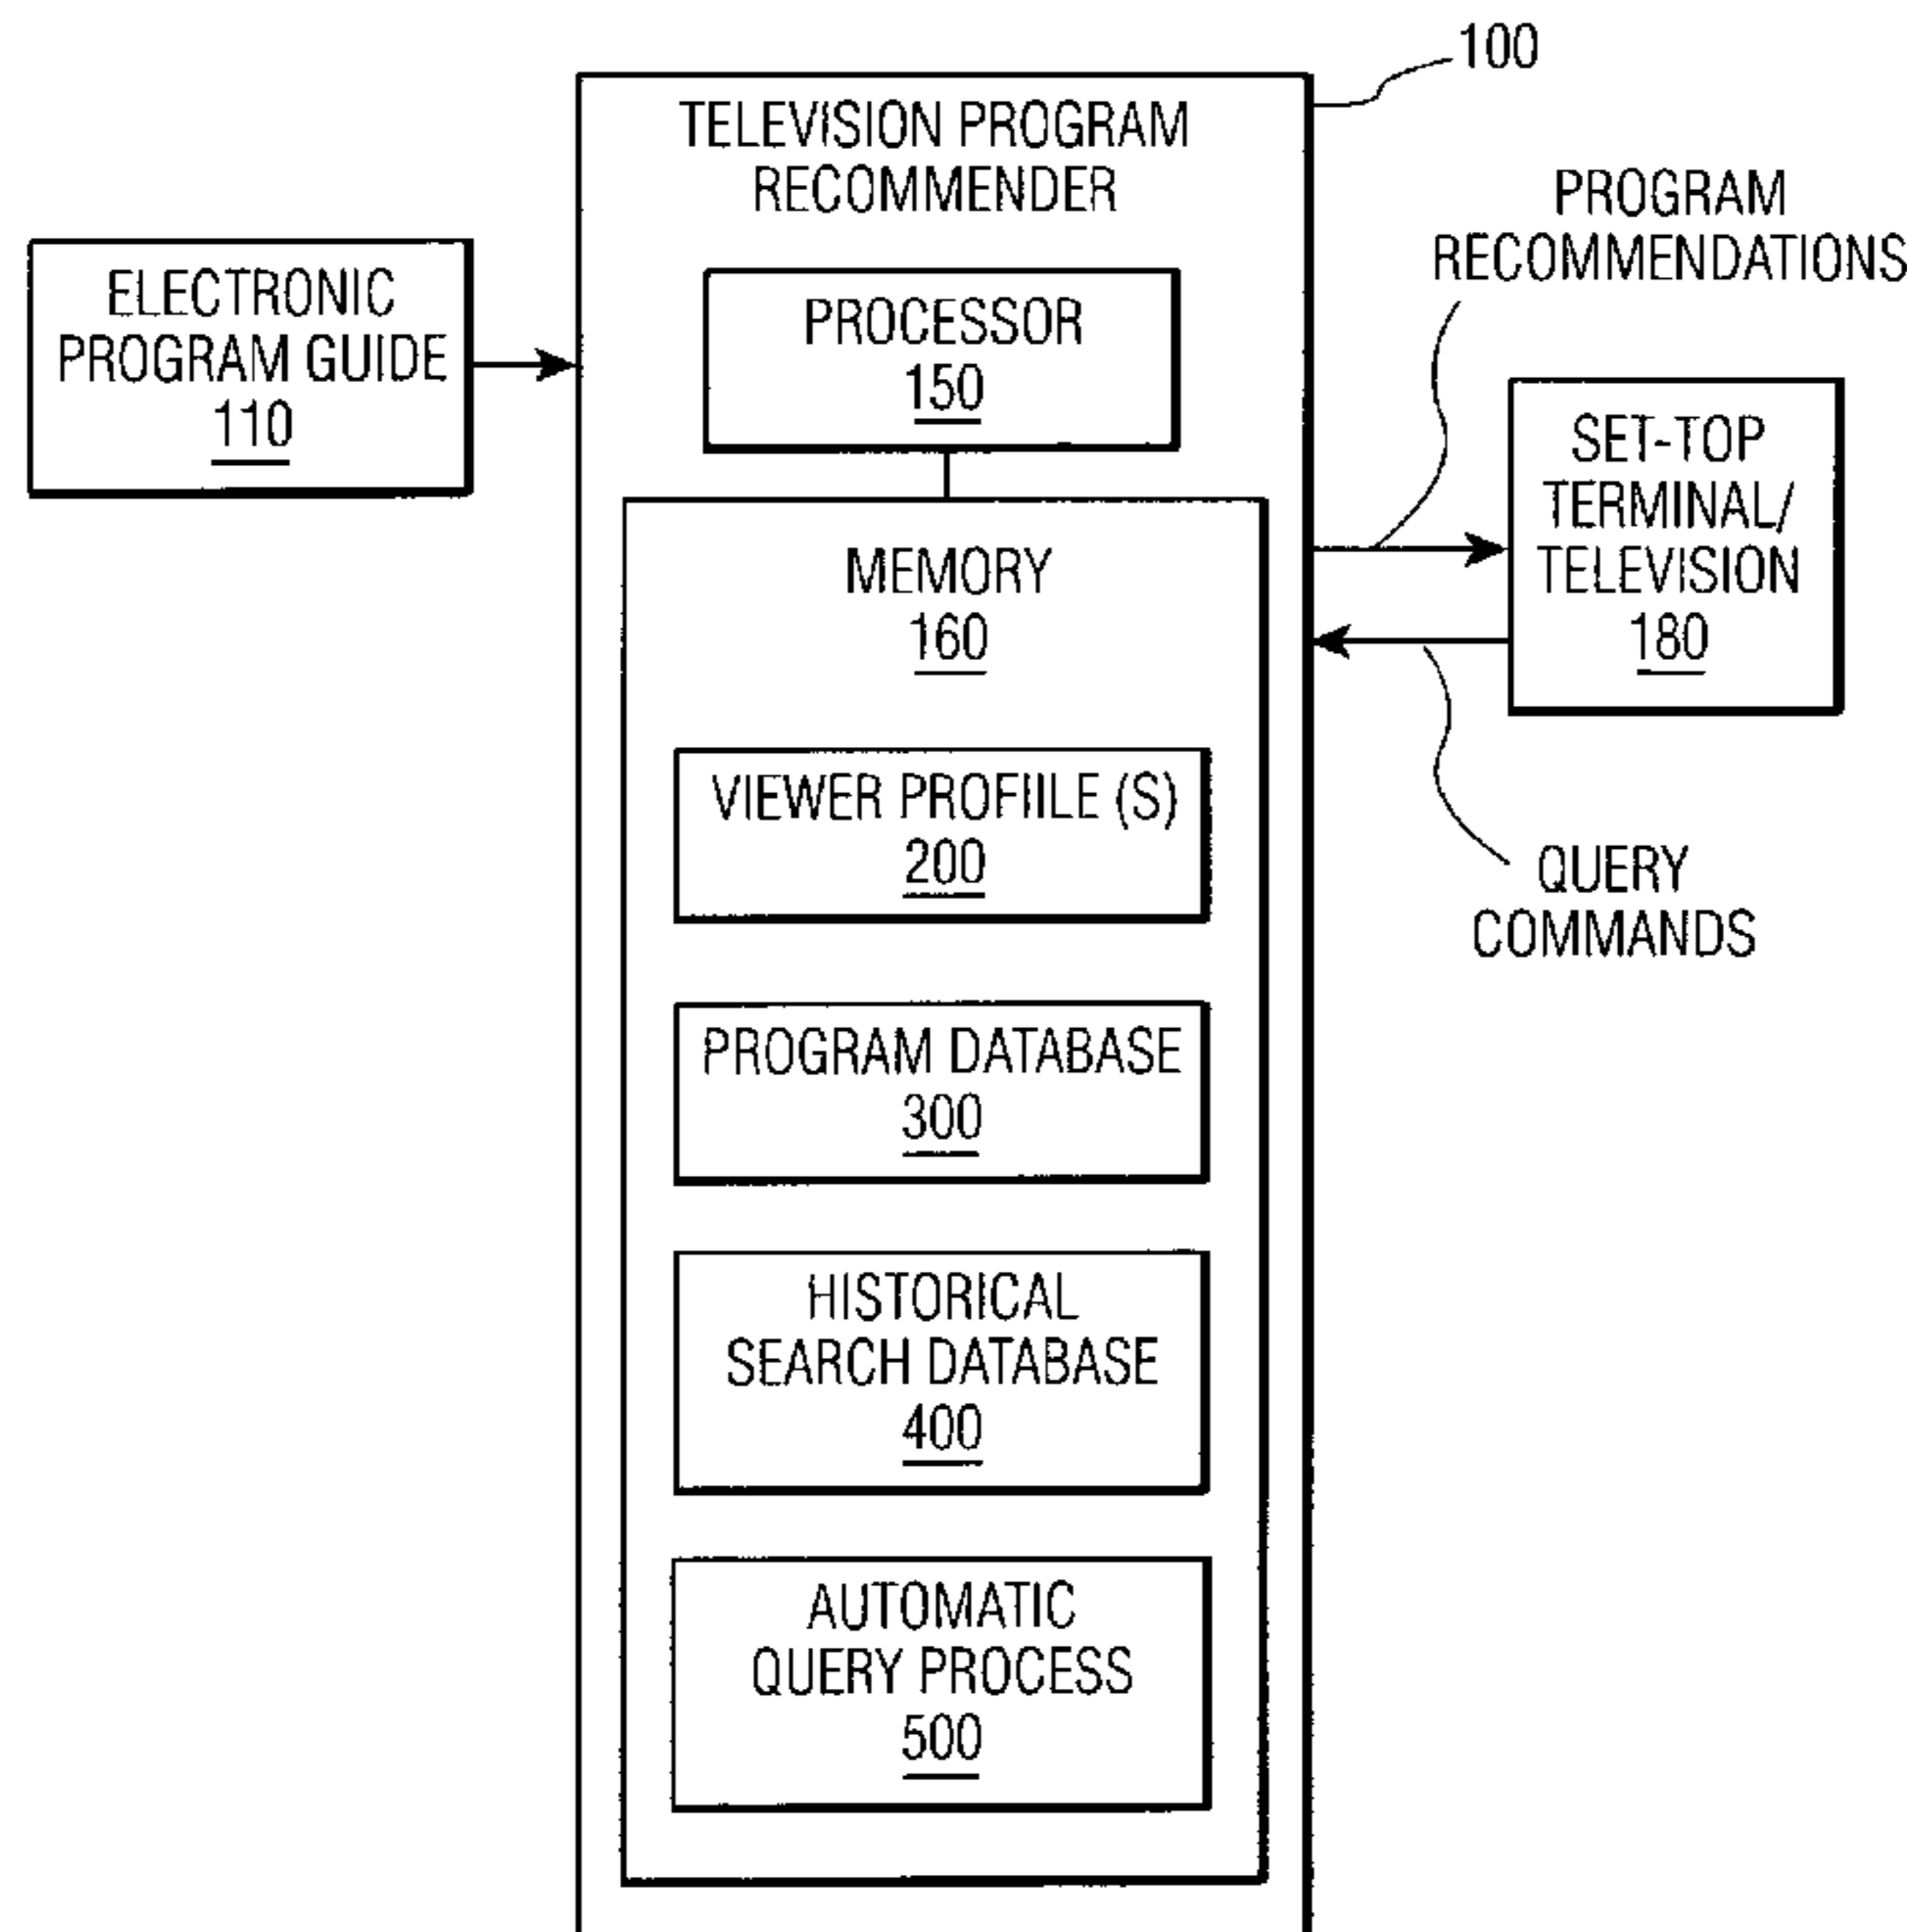 100
TELEVISION PROGRAM
RECOMMENDER
PROGRAM
RECOMMENDATIONS
ELECTRONIC
PROGRAM GUIDE
110
PROCESSOR
150
SET-TOP
TERMINAL/
TELEVISION
180
MEMORY
160
VIEWER PROFIILE (S)
200
QUERY
COMMANDS
PROGRAM DATABASE
300
HISTORICAL
SEARCH DATABASE
400
AUTOMATIC
QUERY PROCESS
500